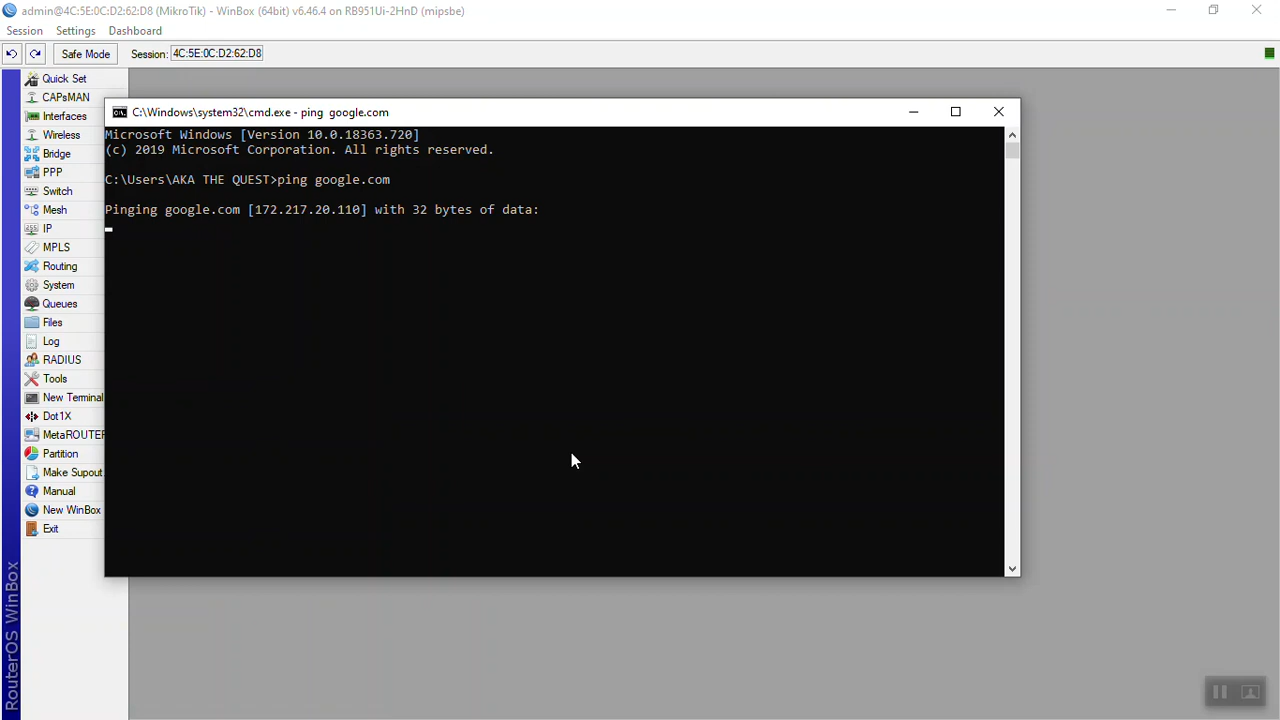 admin@4C:5E:0C:D2:62:D8 (MikroTik) - WinBox (64bit) v6.46.4 on RB951Ui-2HnD (mipsbe)
Session Settings Dashboard
Safe Mode Session: 4C:5E:0C:D2:62:D8
Quick Set
CAPsMAN
Interfaces
Wireless
Bridge
PPP
Switch
Mesh
IP
MPLS
Routing
System
Queues
Files
Log
RADIUS
Tools
New Terminal
Dot1X
MetaROUTER
Partition
Make Supout
Manual
New WinBox
Exit
RouterOS WinBox
C:\Windows\system32\cmd.exe - ping google.com
Microsoft Windows [Version 10.0.18363.720]
(c) 2019 Microsoft Corporation. All rights reserved.
C:\Users\AKA THE QUEST>ping google.com
Pinging google.com [172.217.20.110] with 32 bytes of data: